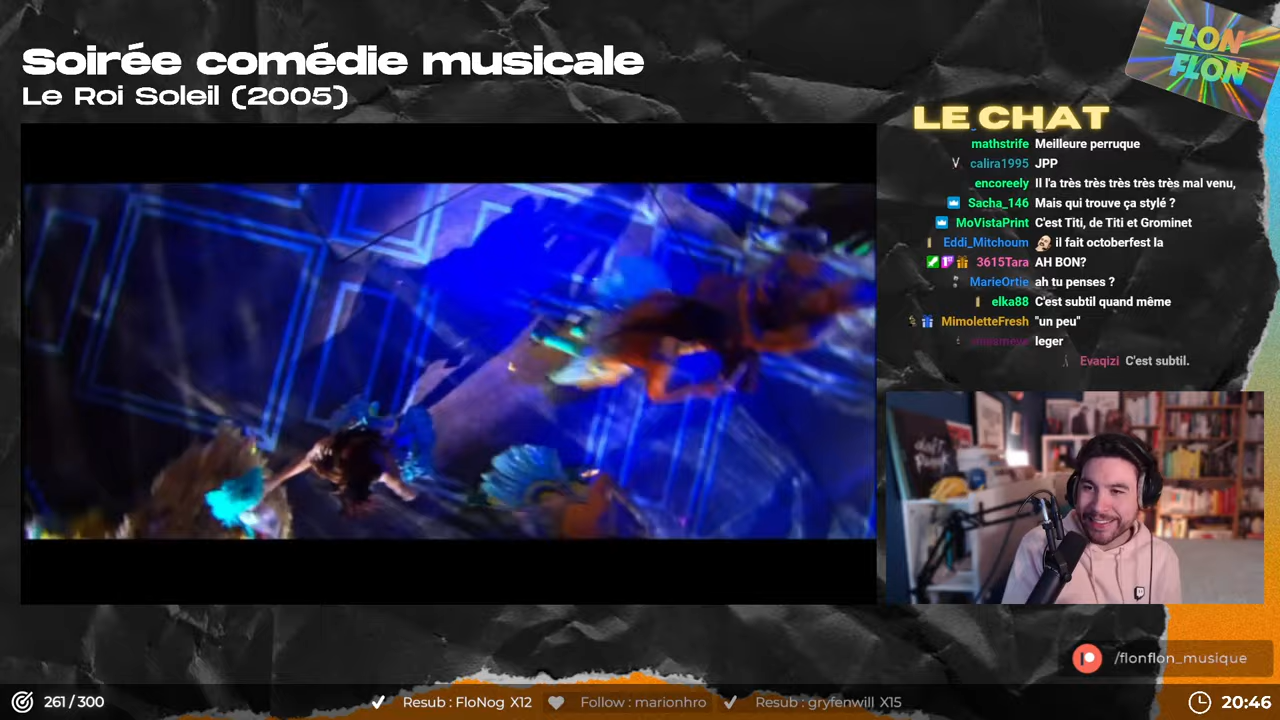 Soirée comédie musicale
Le Roi Soleil (2005)
FLON
FLON
LE CHAT
mathstrife Meilleure perruque
calira1995 JPP
encoreely Il l'a très très très très très mal venu,
Sacha_146 Mais qui trouve ça stylé ?
MoVistaPrint C'est Titi, de Titi et Grominet
Eddi_Mitchoum il fait octoberfest la
3615Tara AH BON?
MarieOrtie ah tu penses ?
elka88 C'est subtil quand même
MimoletteFresh "un peu"
leger
Evaqizi C'est subtil.
/flonflon_musique
261 / 300
Resub : FloNog X12
Follow : marionhro
Resub : gryfenwill X15
20:46